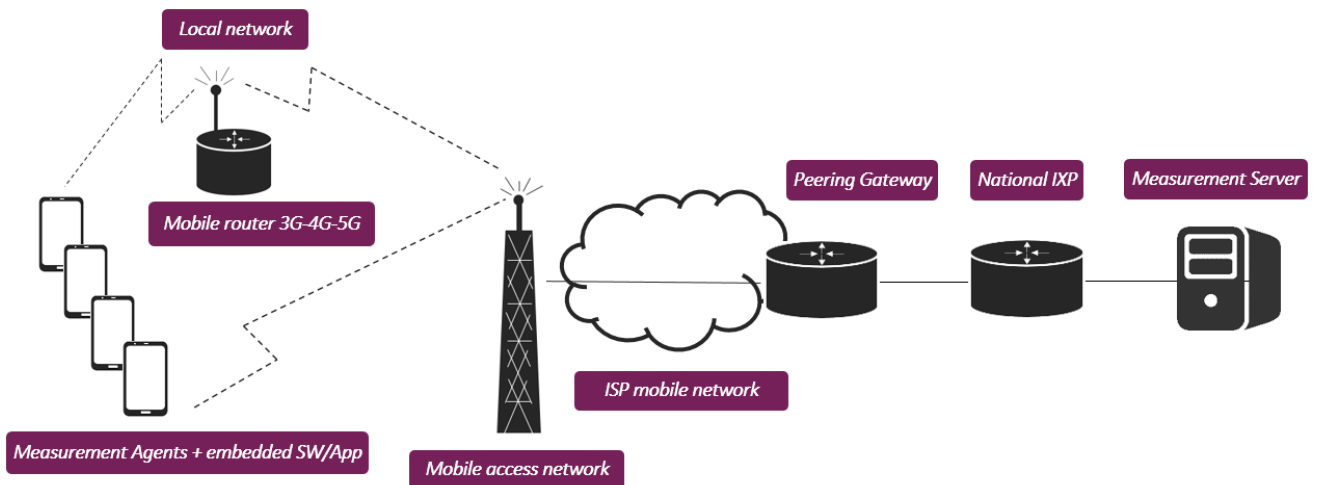 Local network
Mobile router 3G-4G-5G
Peering Gateway
National IXP
Measurement Server
ISP mobile network
Measurement Agents + embedded SW/App
Mobile access network